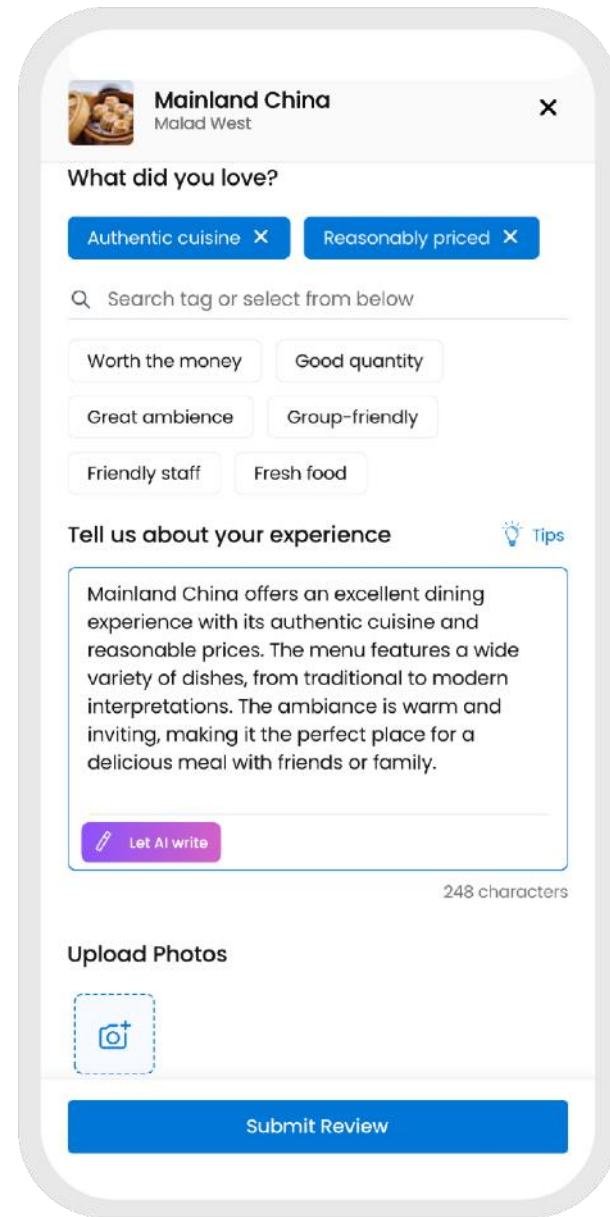 Mainland China
Malad West
What did you love?
Authentic cuisine
Reasonably priced
Search tag or select from below
Worth the money
Good quantity
Great ambience
Group-friendly
Friendly staff
Fresh food
Tell us about your experience
Tips
Mainland China offers an excellent dining
experience with its authentic cuisine and
reasonable prices. The menu features a wide
variety of dishes, from traditional to modern
interpretations. The ambiance is warm and
inviting, making it the perfect place for a
delicious meal with friends or family.
Let AI write
248 characters
Upload Photos
Submit Review